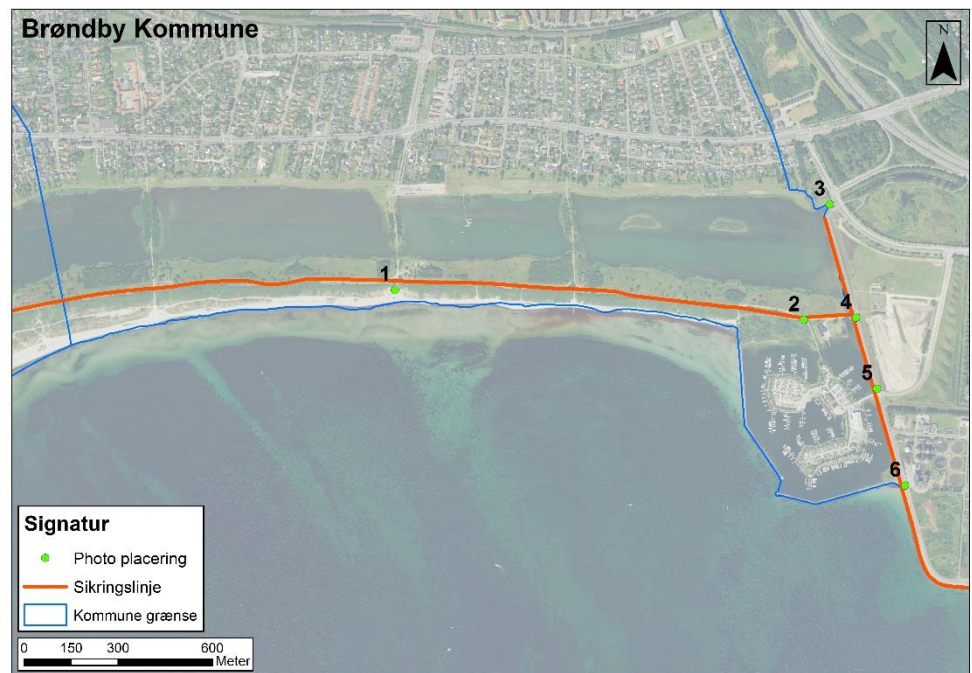 Brøndby Kommune
N
3
1
2
4
5
6
Signatur
Photo placering
Sikringslinje
Kommune grænse
0 150 300 600
Meter